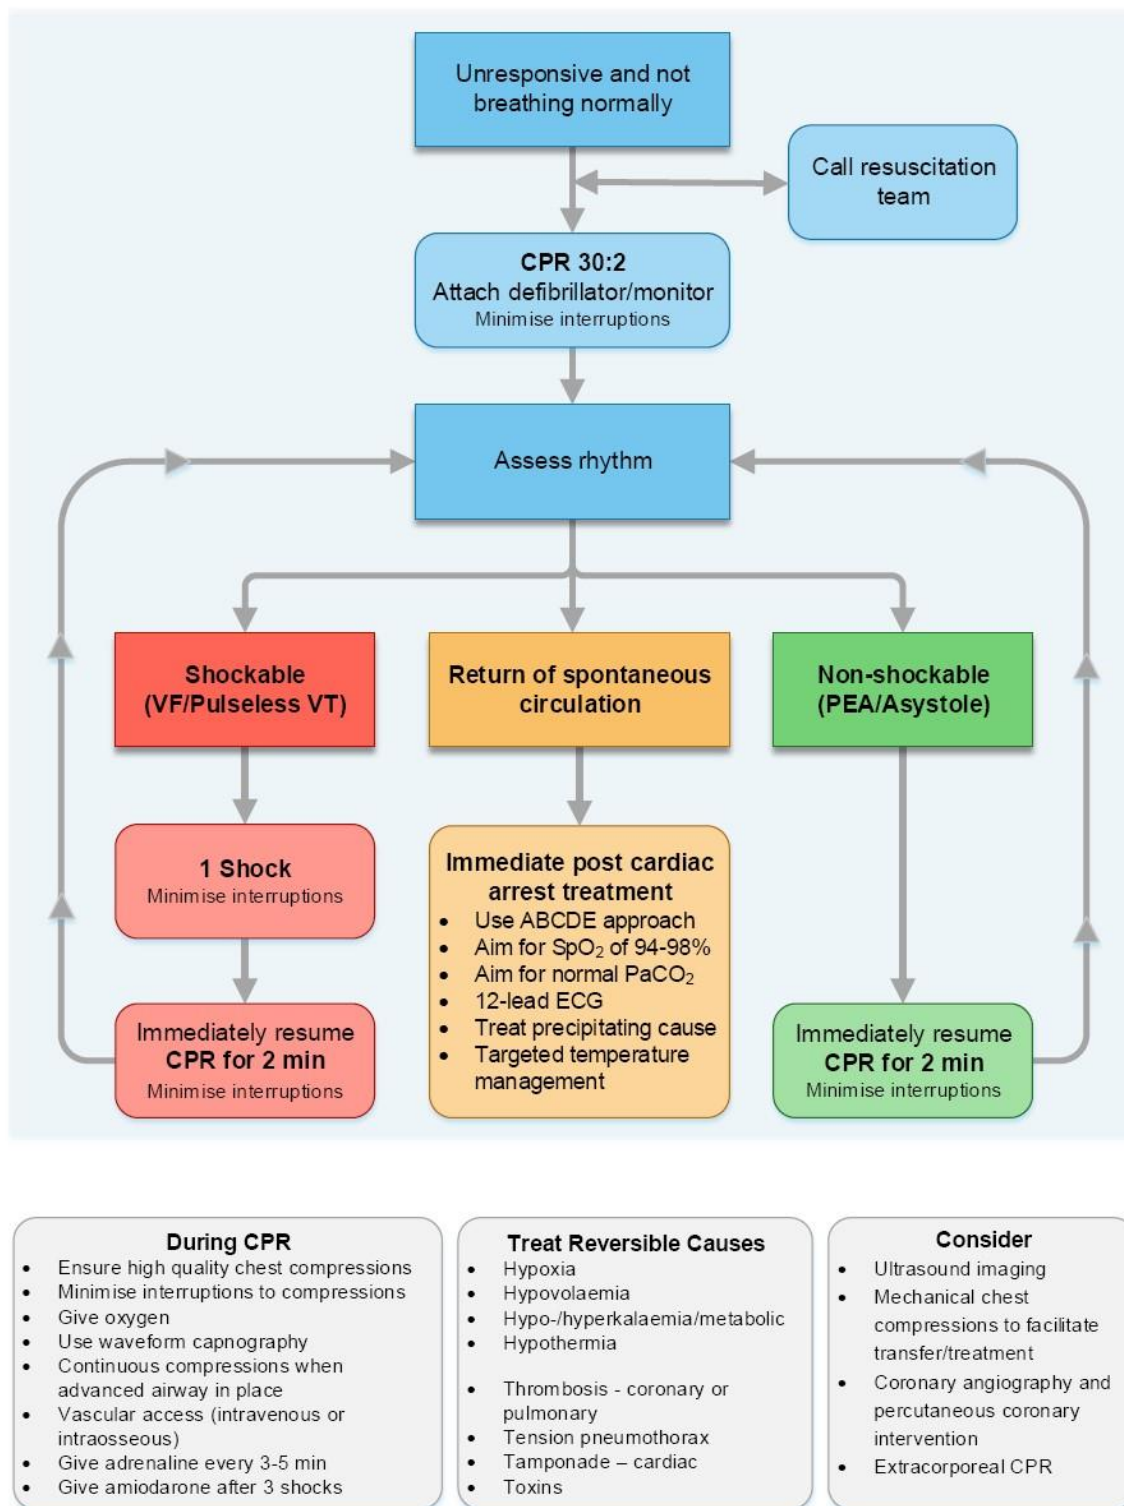 Unresponsive and not
breathing normally
Call resuscitation
team
CPR 30:2
Attach defibrillator/monitor
Minimise interruptions
Assess rhythm
Shockable
(VF/Pulseless VT)
Return of spontaneous
circulation
Non-shockable
(PEA/Asystole)
1 Shock
Minimise interruptions
Immediately resume
CPR for 2 min
Minimise interruptions
Immediate post cardiac
arrest treatment
• Use ABCDE approach
• Aim for SpO₂ of 94-98%
• Aim for normal PaCO₂
• 12-lead ECG
• Treat precipitating cause
• Targeted temperature
management
Immediately resume
CPR for 2 min
Minimise interruptions
During CPR
• Ensure high quality chest compressions
• Minimise interruptions to compressions
• Give oxygen
• Use waveform capnography
• Continuous compressions when
advanced airway in place
• Vascular access (intravenous or
intraosseous)
• Give adrenaline every 3-5 min
• Give amiodarone after 3 shocks
Treat Reversible Causes
• Hypoxia
• Hypovolaemia
• Hypo-/hyperkalaemia/metabolic
• Hypothermia
• Thrombosis - coronary or
pulmonary
• Tension pneumothorax
• Tamponade – cardiac
• Toxins
Consider
• Ultrasound imaging
• Mechanical chest
compressions to facilitate
transfer/treatment
• Coronary angiography and
percutaneous coronary
intervention
• Extracorporeal CPR